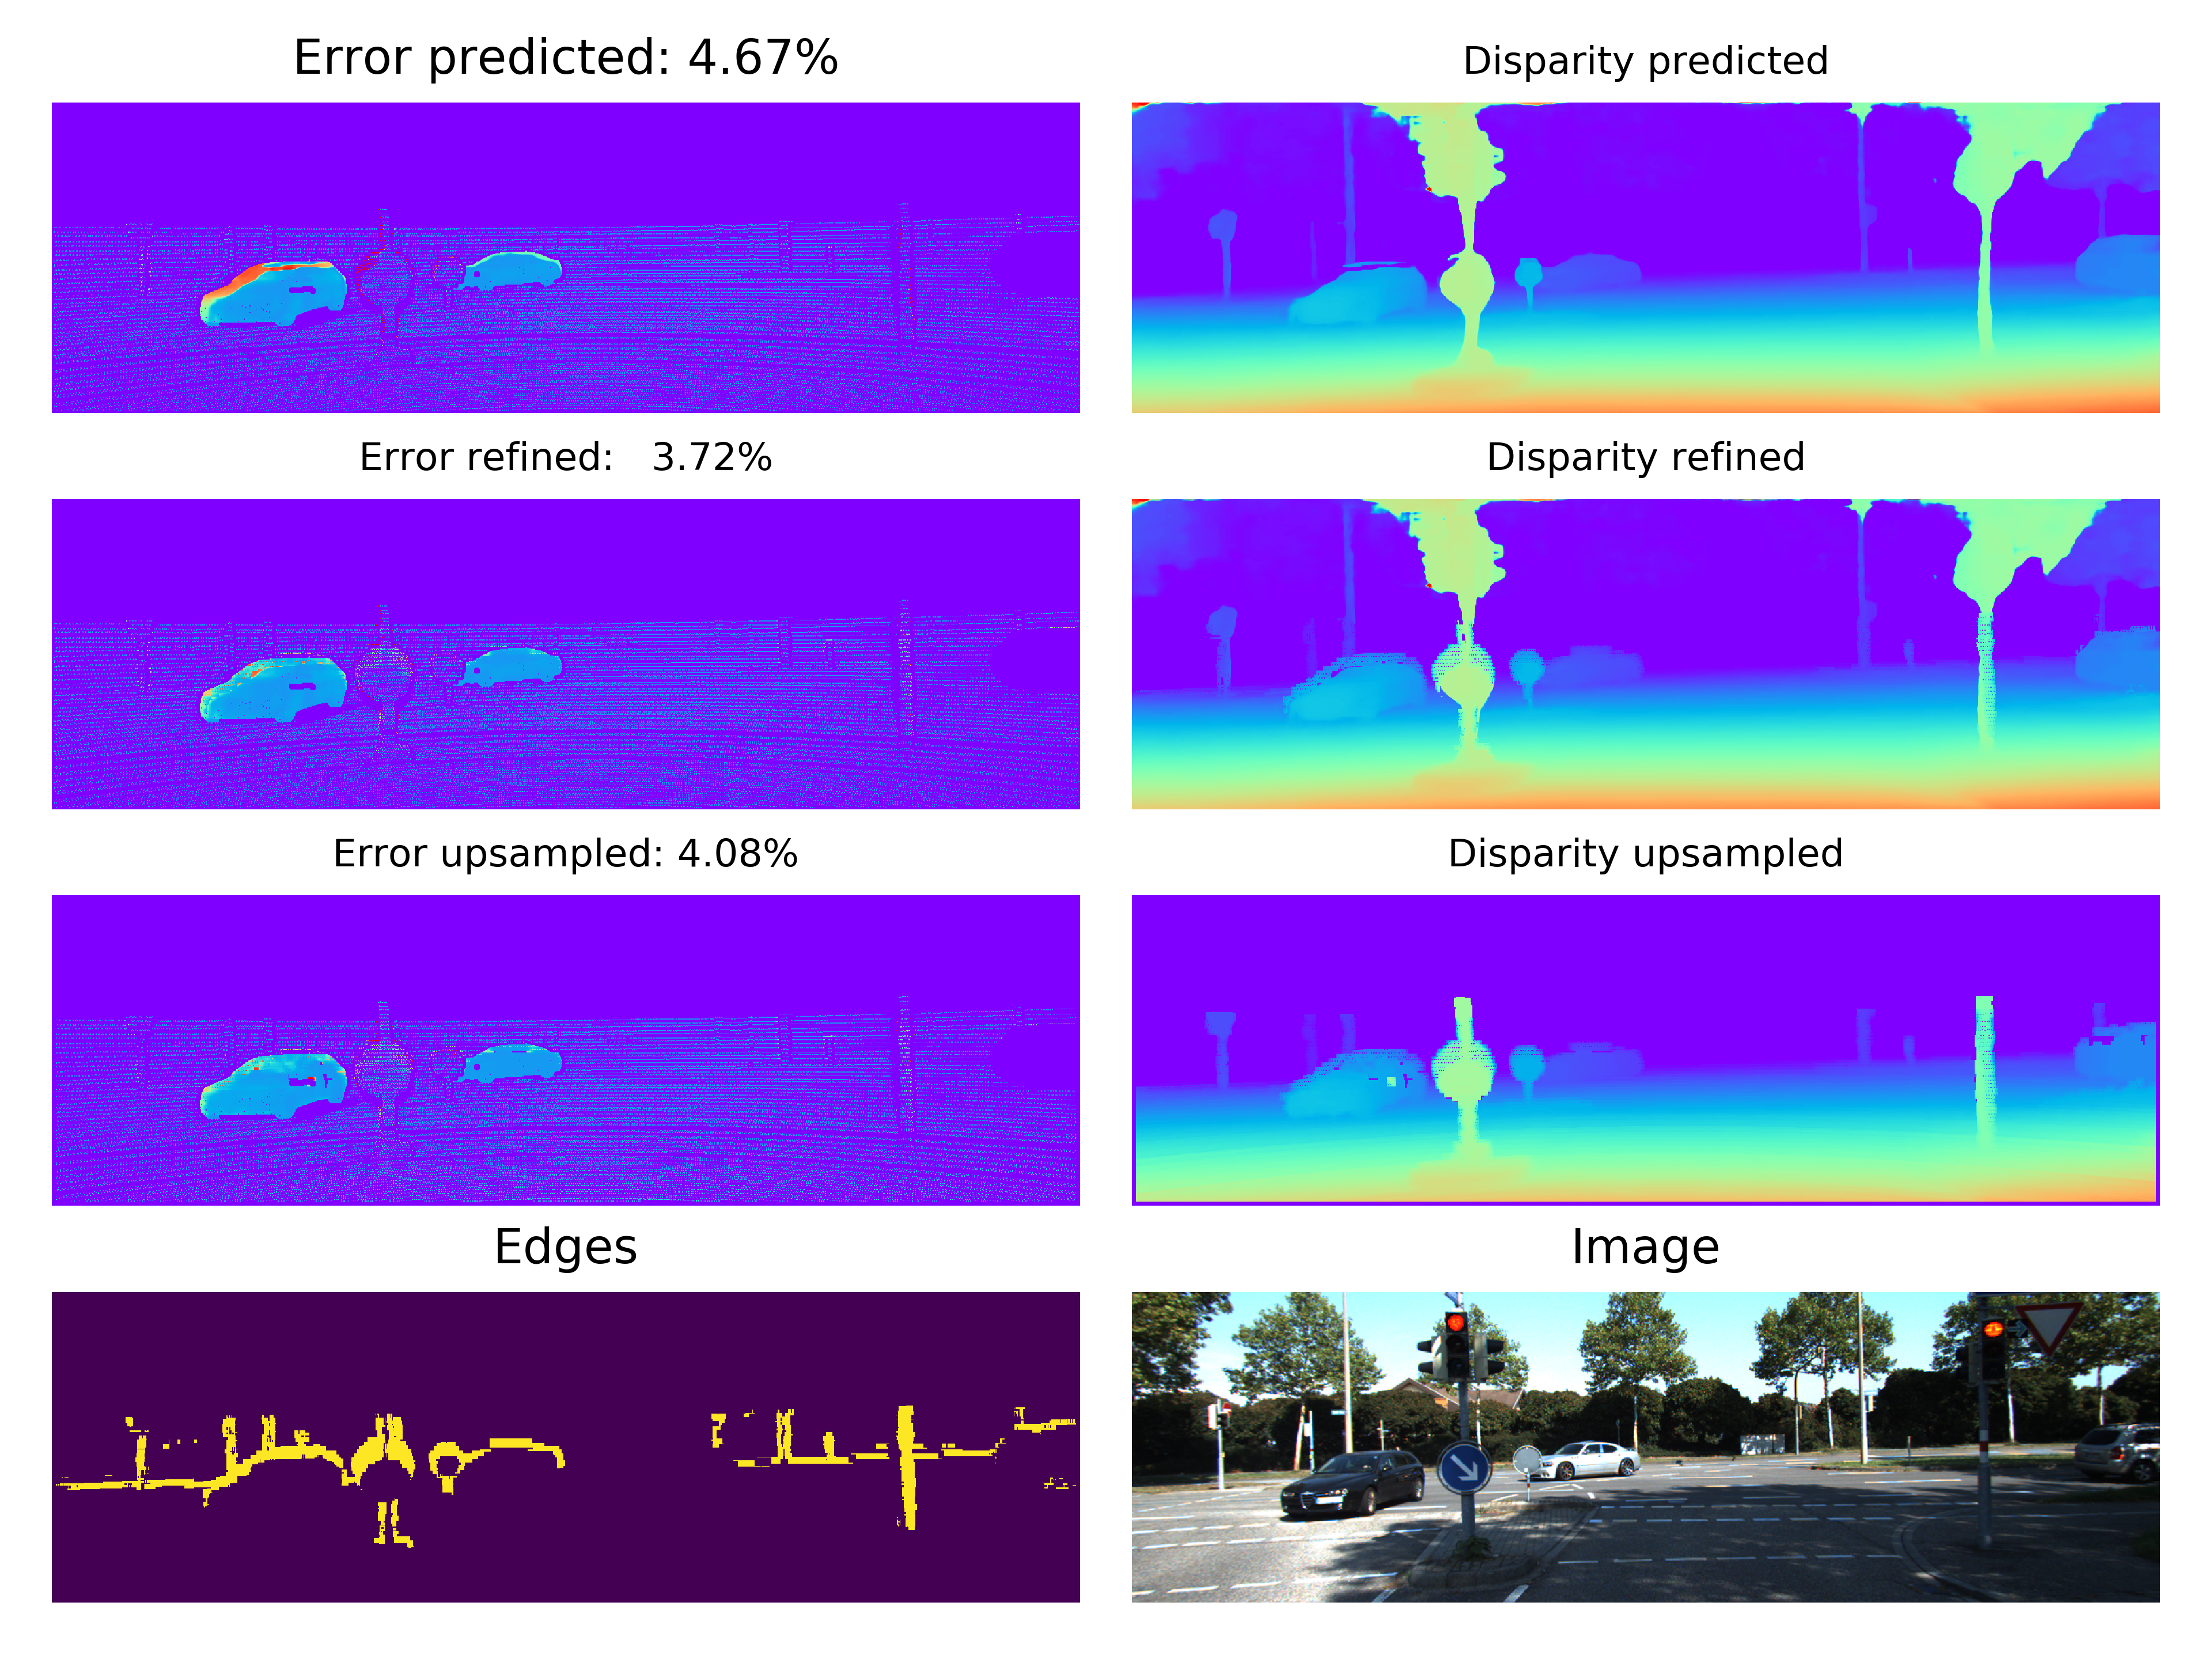 Error predicted: 4.67%
Disparity predicted
Error refined:   3.72%
Disparity refined
Error upsampled: 4.08%
Disparity upsampled
Edges
Image